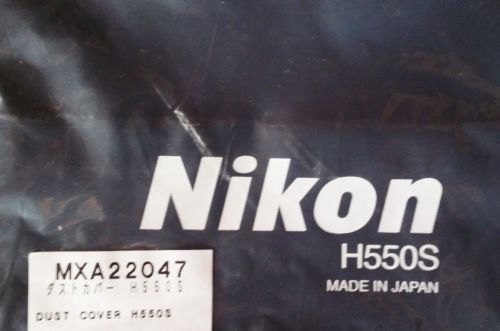 Nikon
H550S
MADE IN JAPAN
MXA22047
ダストカバー H550S
DUST COVER H550S